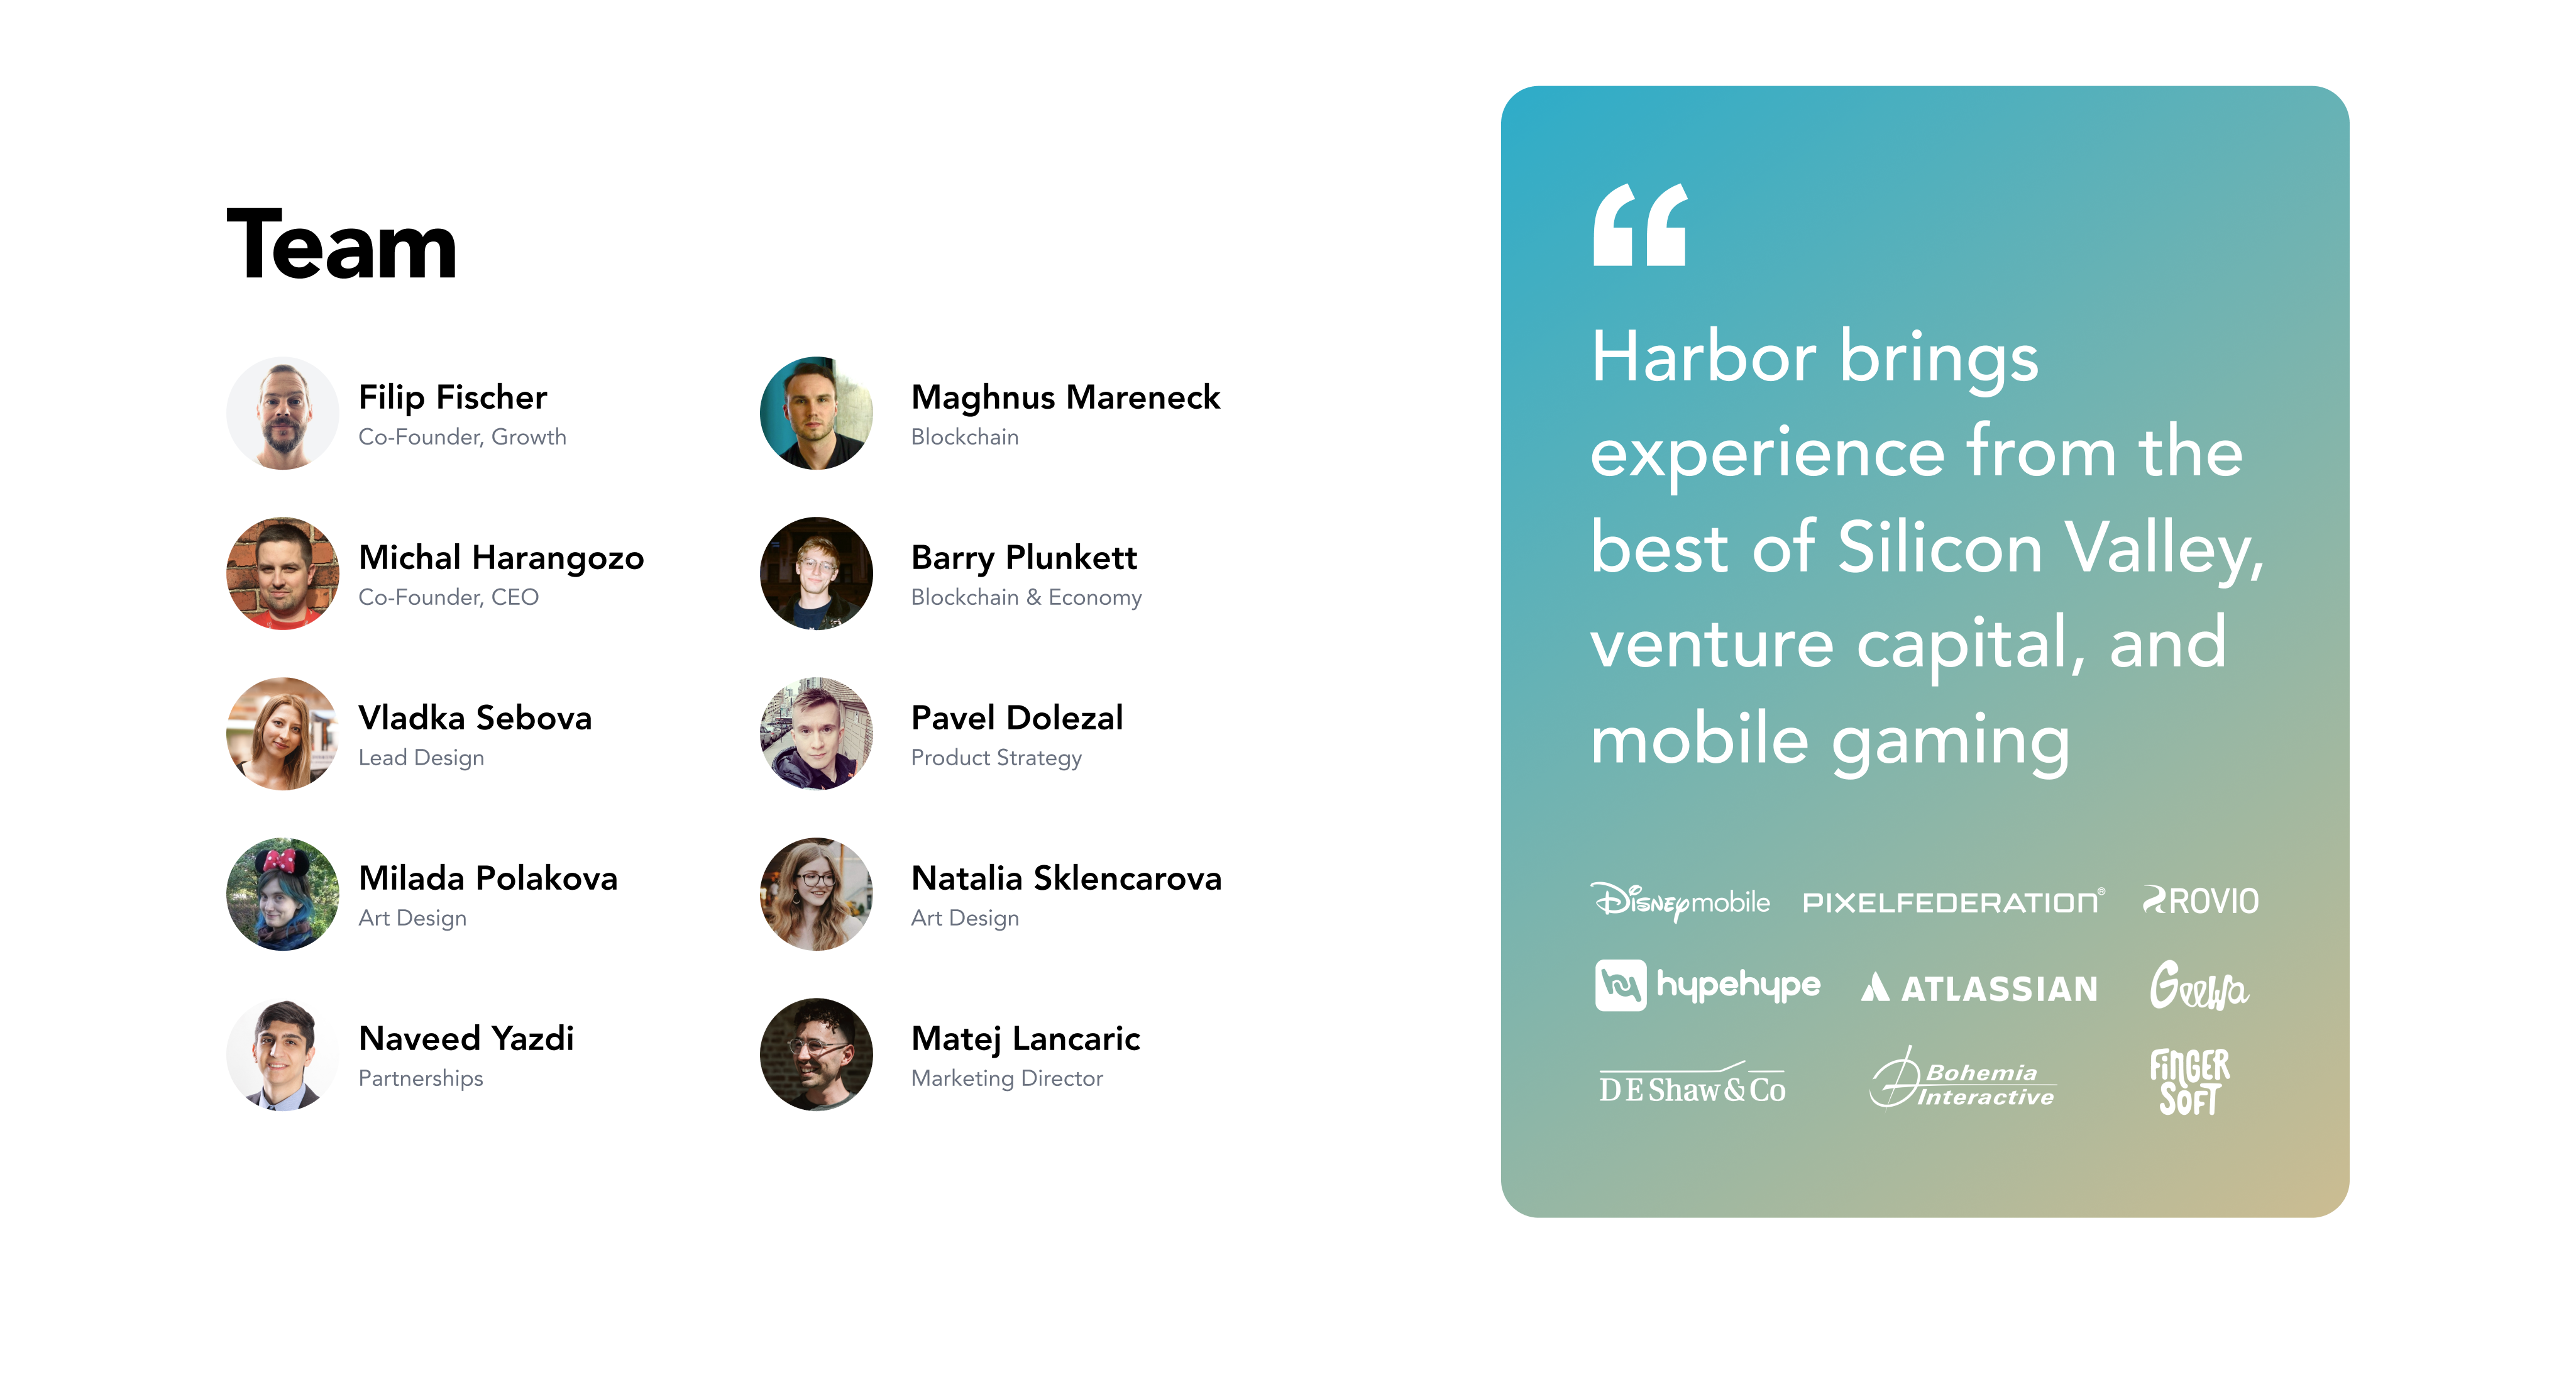 Team
Filip Fischer
Co-Founder, Growth
Michal Harangozo
Co-Founder, CEO
Vladka Sebova
Lead Design
Milada Polakova
Art Design
Naveed Yazdi
Partnerships
Maghnus Mareneck
Blockchain
Barry Plunkett
Blockchain & Economy
Pavel Dolezal
Product Strategy
Natalia Sklencarova
Art Design
Matej Lancaric
Marketing Director
“
Harbor brings
experience from the
best of Silicon Valley,
venture capital, and
mobile gaming
Disney mobile
PIXELFEDERATION®
ROVIO
hypehype
ATLASSIAN
Geewa
DE Shaw & Co
Bohemia
Interactive
FiNGER
SOFT